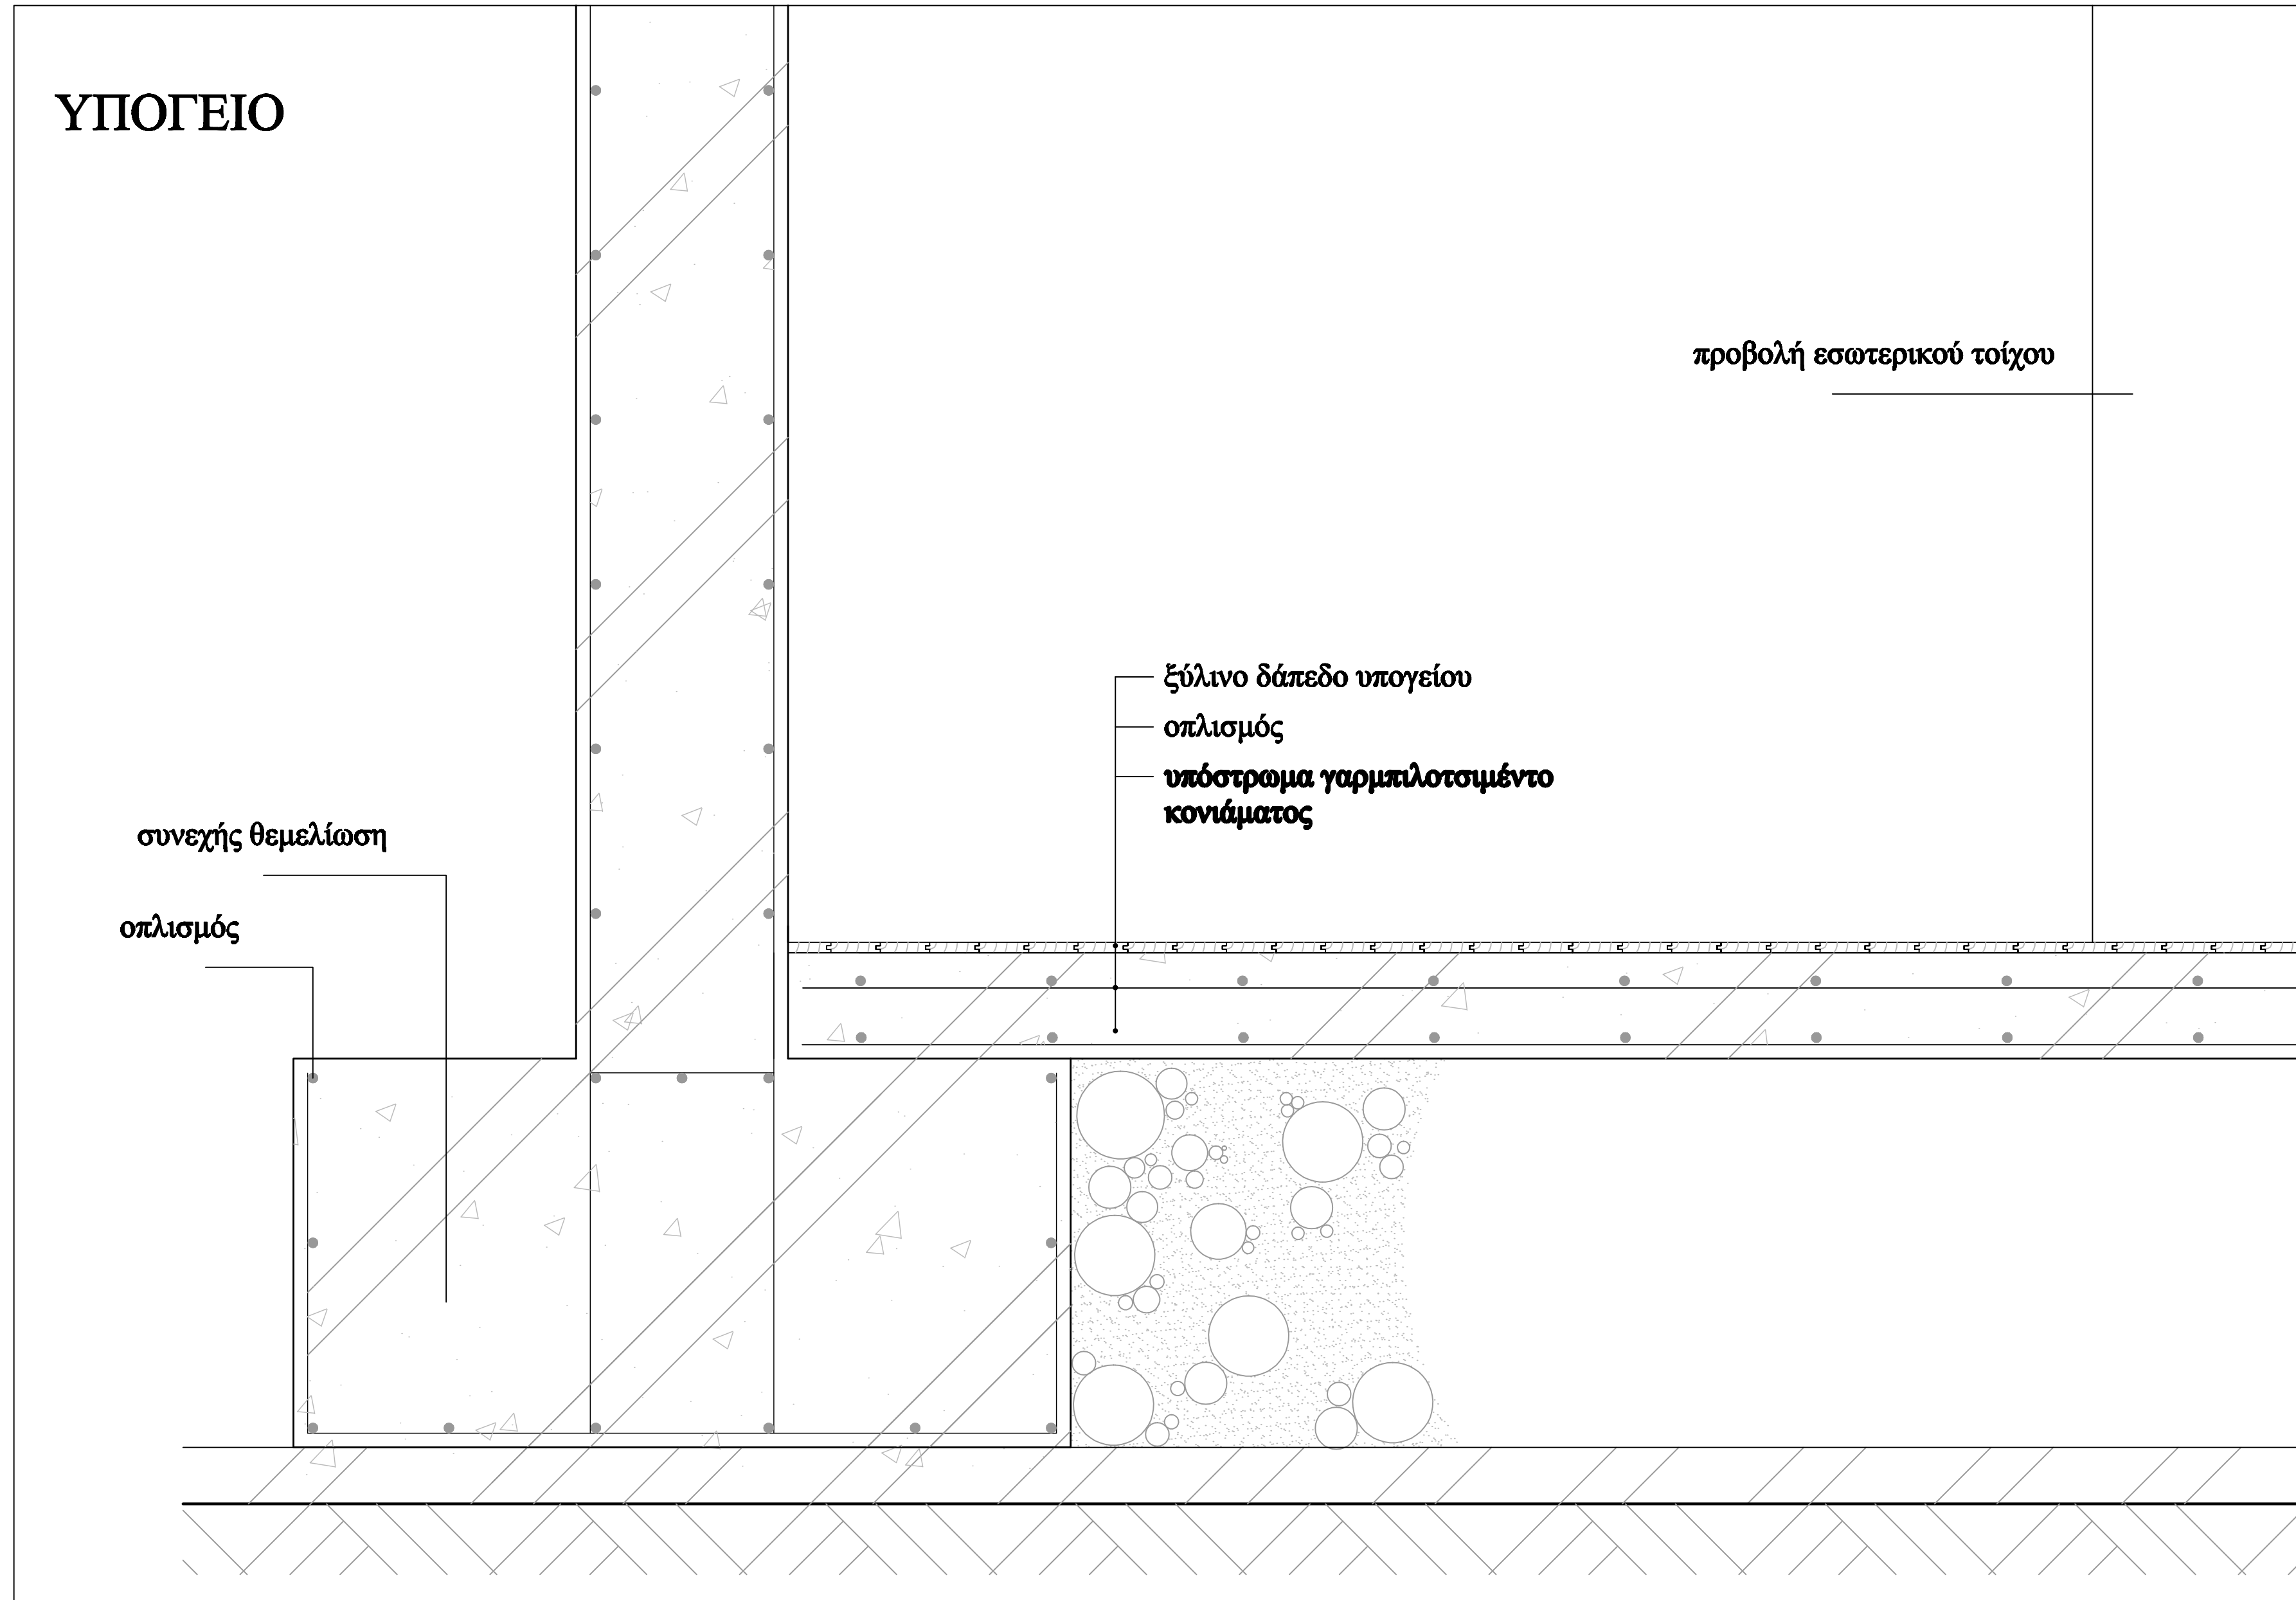 ΥΠΟΓΕΙΟ
προβολή εσωτερικού τοίχου
ξύλινο δάπεδο υπογείου
οπλισμός
υπόστρωμα γαρμπιλοτσιμέντο
κονιάματος
συνεχής θεμελίωση
οπλισμός